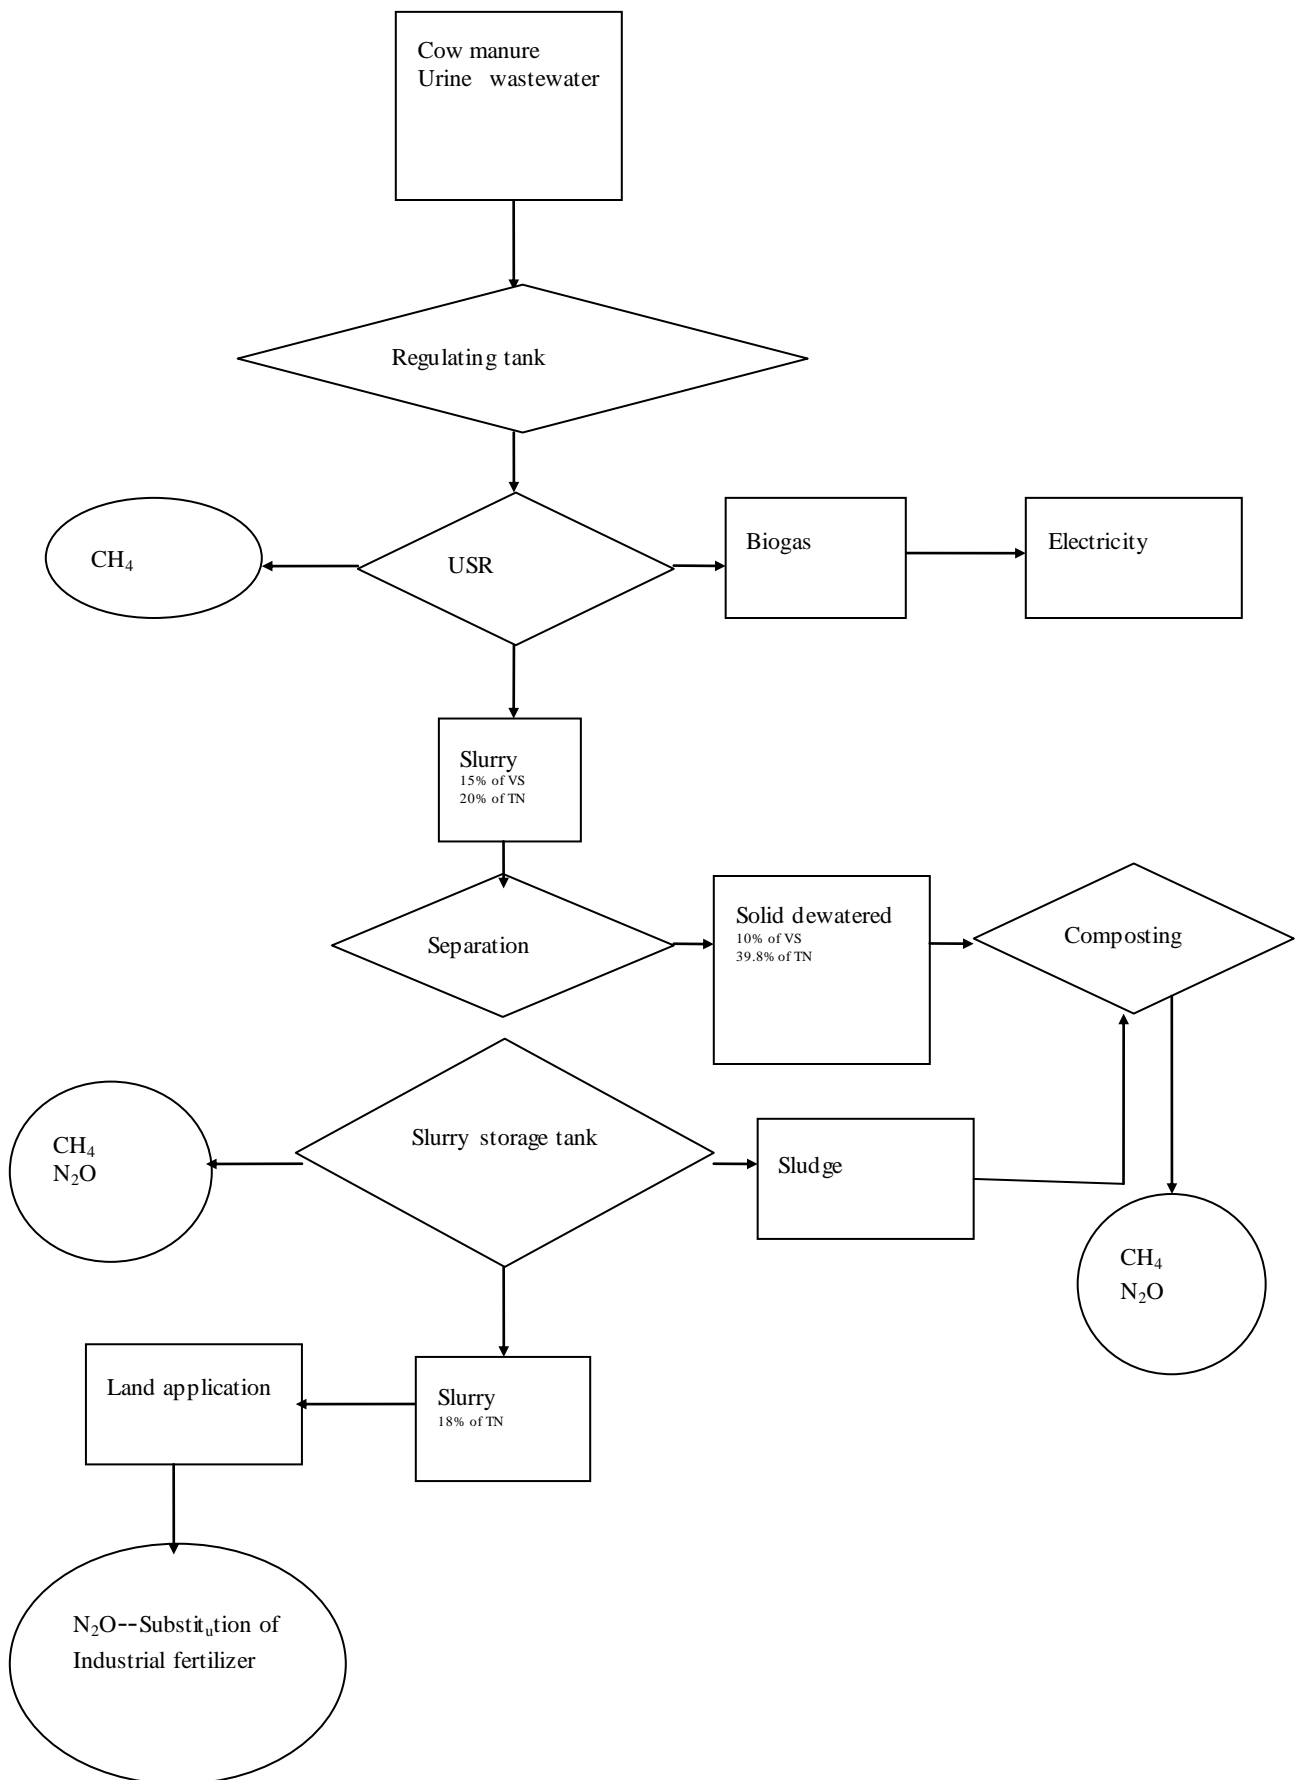 Cow manure
Urine wastewater
Regulating tank
CH₄
USR
Biogas
Electricity
Slurry
15% of VS
20% of TN
Separation
Solid dewatered
10% of VS
39.8% of TN
Composting
CH₄
N₂O
Slurry storage tank
Sludge
CH₄
N₂O
Land application
Slurry
18% of TN
N₂O--Substitᵤtion of
Industrial fertilizer